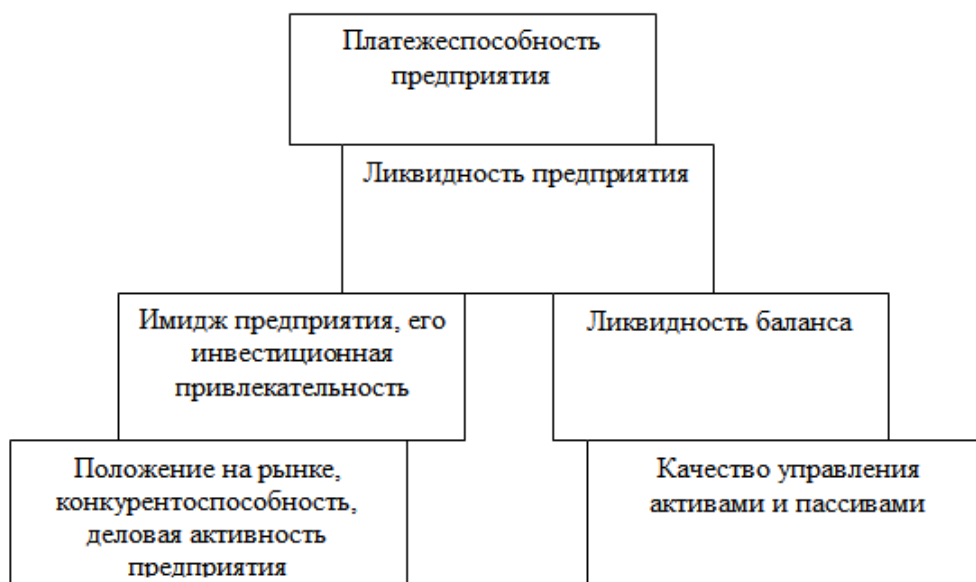 Платежеспособность
предприятия
Ликвидность предприятия
Имидж предприятия, его
инвестиционная
привлекательность
Ликвидность баланса
Положение на рынке,
конкурентоспособность,
деловая активность
предприятия
Качество управления
активами и пассивами